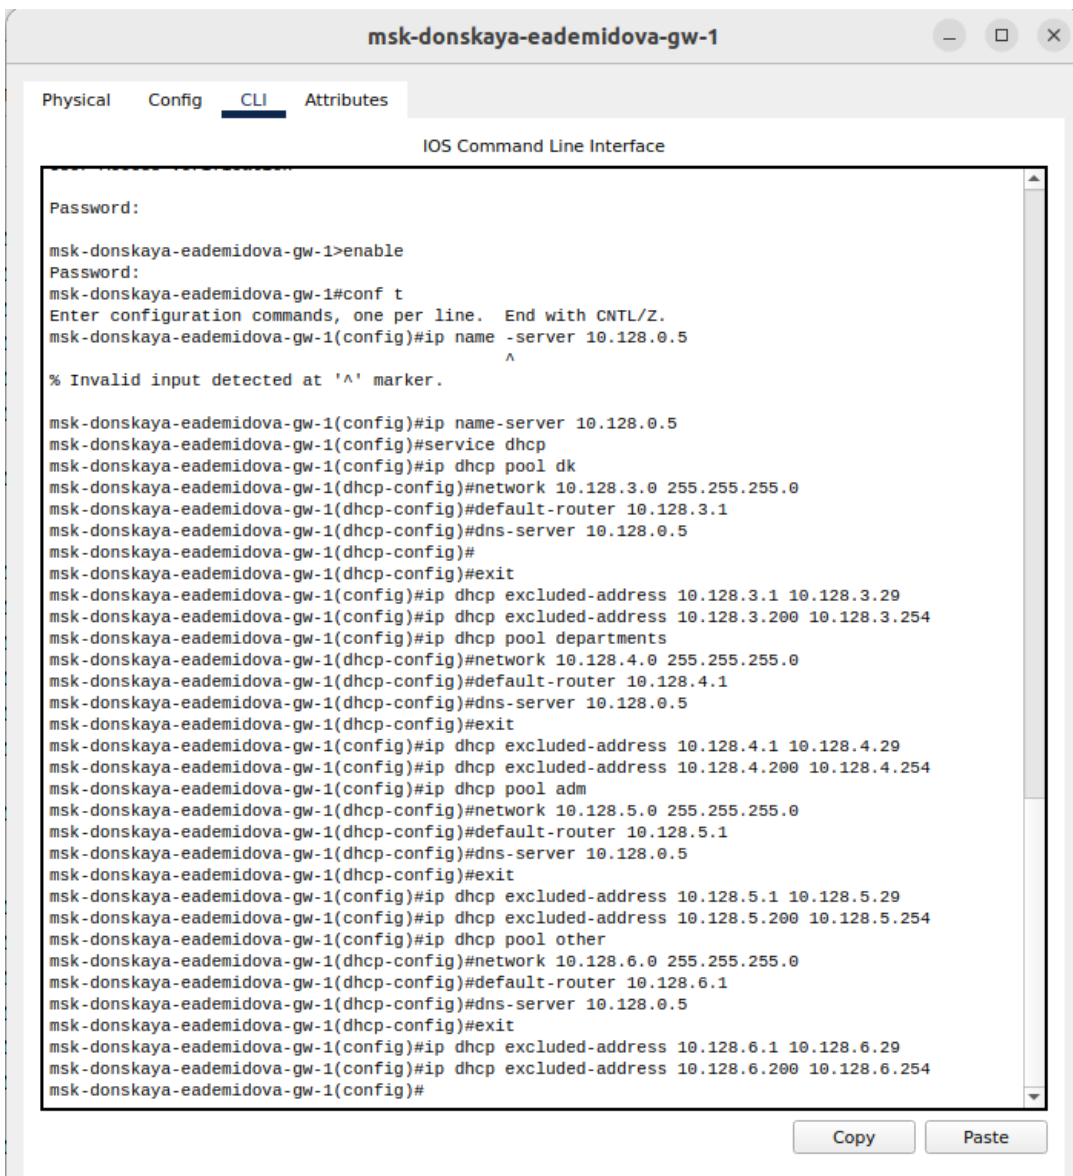 msk-donskaya-eademidova-gw-1
Physical Config CLI Attributes
IOS Command Line Interface
Password:
msk-donskaya-eademidova-gw-1>enable
Password:
msk-donskaya-eademidova-gw-1#conf t
Enter configuration commands, one per line.  End with CNTL/Z.
msk-donskaya-eademidova-gw-1(config)#ip name -server 10.128.0.5
^
% Invalid input detected at '^' marker.
msk-donskaya-eademidova-gw-1(config)#ip name-server 10.128.0.5
msk-donskaya-eademidova-gw-1(config)#service dhcp
msk-donskaya-eademidova-gw-1(config)#ip dhcp pool dk
msk-donskaya-eademidova-gw-1(dhcp-config)#network 10.128.3.0 255.255.255.0
msk-donskaya-eademidova-gw-1(dhcp-config)#default-router 10.128.3.1
msk-donskaya-eademidova-gw-1(dhcp-config)#dns-server 10.128.0.5
msk-donskaya-eademidova-gw-1(dhcp-config)#
msk-donskaya-eademidova-gw-1(dhcp-config)#exit
msk-donskaya-eademidova-gw-1(config)#ip dhcp excluded-address 10.128.3.1 10.128.3.29
msk-donskaya-eademidova-gw-1(config)#ip dhcp excluded-address 10.128.3.200 10.128.3.254
msk-donskaya-eademidova-gw-1(config)#ip dhcp pool departments
msk-donskaya-eademidova-gw-1(dhcp-config)#network 10.128.4.0 255.255.255.0
msk-donskaya-eademidova-gw-1(dhcp-config)#default-router 10.128.4.1
msk-donskaya-eademidova-gw-1(dhcp-config)#dns-server 10.128.0.5
msk-donskaya-eademidova-gw-1(dhcp-config)#exit
msk-donskaya-eademidova-gw-1(config)#ip dhcp excluded-address 10.128.4.1 10.128.4.29
msk-donskaya-eademidova-gw-1(config)#ip dhcp excluded-address 10.128.4.200 10.128.4.254
msk-donskaya-eademidova-gw-1(config)#ip dhcp pool adm
msk-donskaya-eademidova-gw-1(dhcp-config)#network 10.128.5.0 255.255.255.0
msk-donskaya-eademidova-gw-1(dhcp-config)#default-router 10.128.5.1
msk-donskaya-eademidova-gw-1(dhcp-config)#dns-server 10.128.0.5
msk-donskaya-eademidova-gw-1(dhcp-config)#exit
msk-donskaya-eademidova-gw-1(config)#ip dhcp excluded-address 10.128.5.1 10.128.5.29
msk-donskaya-eademidova-gw-1(config)#ip dhcp excluded-address 10.128.5.200 10.128.5.254
msk-donskaya-eademidova-gw-1(config)#ip dhcp pool other
msk-donskaya-eademidova-gw-1(dhcp-config)#network 10.128.6.0 255.255.255.0
msk-donskaya-eademidova-gw-1(dhcp-config)#default-router 10.128.6.1
msk-donskaya-eademidova-gw-1(dhcp-config)#dns-server 10.128.0.5
msk-donskaya-eademidova-gw-1(dhcp-config)#exit
msk-donskaya-eademidova-gw-1(config)#ip dhcp excluded-address 10.128.6.1 10.128.6.29
msk-donskaya-eademidova-gw-1(config)#ip dhcp excluded-address 10.128.6.200 10.128.6.254
msk-donskaya-eademidova-gw-1(config)#
Copy Paste